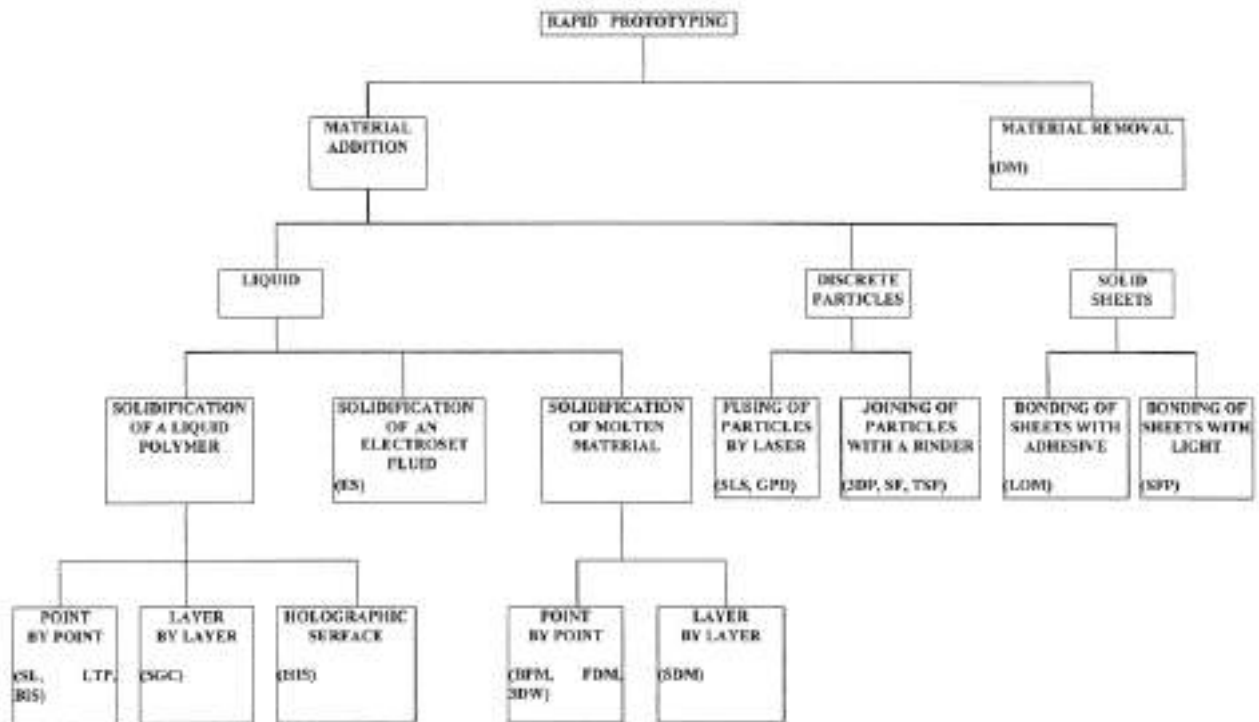 RAPID PROTOTYPING
MATERIAL
ADDITION
MATERIAL REMOVAL
(DM)
LIQUID
DISCRETE
PARTICLES
SOLID
SHEETS
SOLIDIFICATION
OF A LIQUID
POLYMER
SOLIDIFICATION
OF AN
ELECTROSET
FLUID
(ES)
SOLIDIFICATION
OF MOLTEN
MATERIAL
FUSING OF
PARTICLES
BY LASER
(SLS, GPD)
JOINING OF
PARTICLES
WITH A BINDER
(3DP, SF, TSF)
BONDING OF
SHEETS WITH
ADHESIVE
(LOM)
BONDING OF
SHEETS WITH
LIGHT
(SFP)
POINT
BY POINT
(SL, LTP,
BIS)
LAYER
BY LAYER
(SGC)
HOLOGRAPHIC
SURFACE
(HIS)
POINT
BY POINT
(BPM, FDM,
3DW)
LAYER
BY LAYER
(SDM)